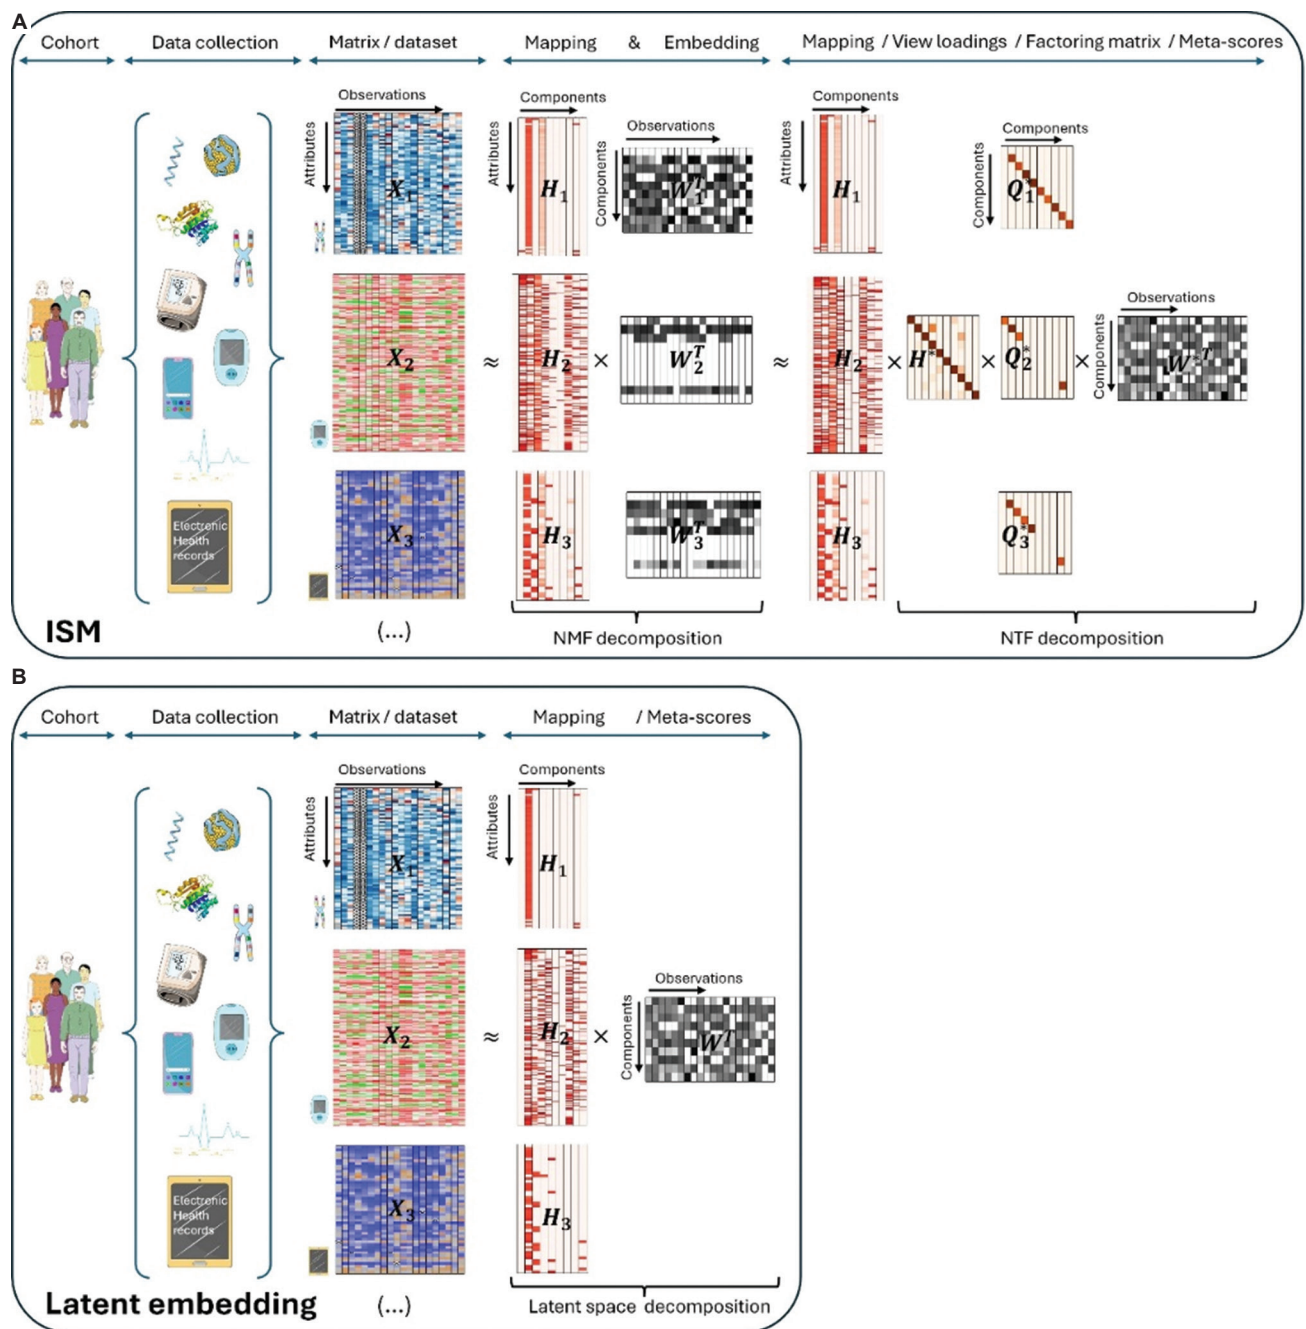 A
Cohort Data collection Matrix / dataset Mapping & Embedding Mapping / View loadings / Factoring matrix / Meta-scores
Observations
Components
Components
Observations
Components
Attributes
Attributes
Components
Attributes
Components
X₁
H₁
W₁ᵀ
H₁
Q₁*
Observations
Components
X₂ ≈ H₂ × W₂ᵀ ≈ H₂ × H* × Q₂* × W*ᵀ
Electronic
Health
records
X₃
H₃
W₃ᵀ
H₃
Q₃*
ISM
(...)
NMF decomposition
NTF decomposition
B
Cohort Data collection Matrix / dataset Mapping / Meta-scores
Observations
Components
Attributes
Attributes
X₁
H₁
Observations
Components
X₂ ≈ H₂ × Wᵀ
Electronic
Health
records
X₃
H₃
Latent embedding
(...)
Latent space decomposition